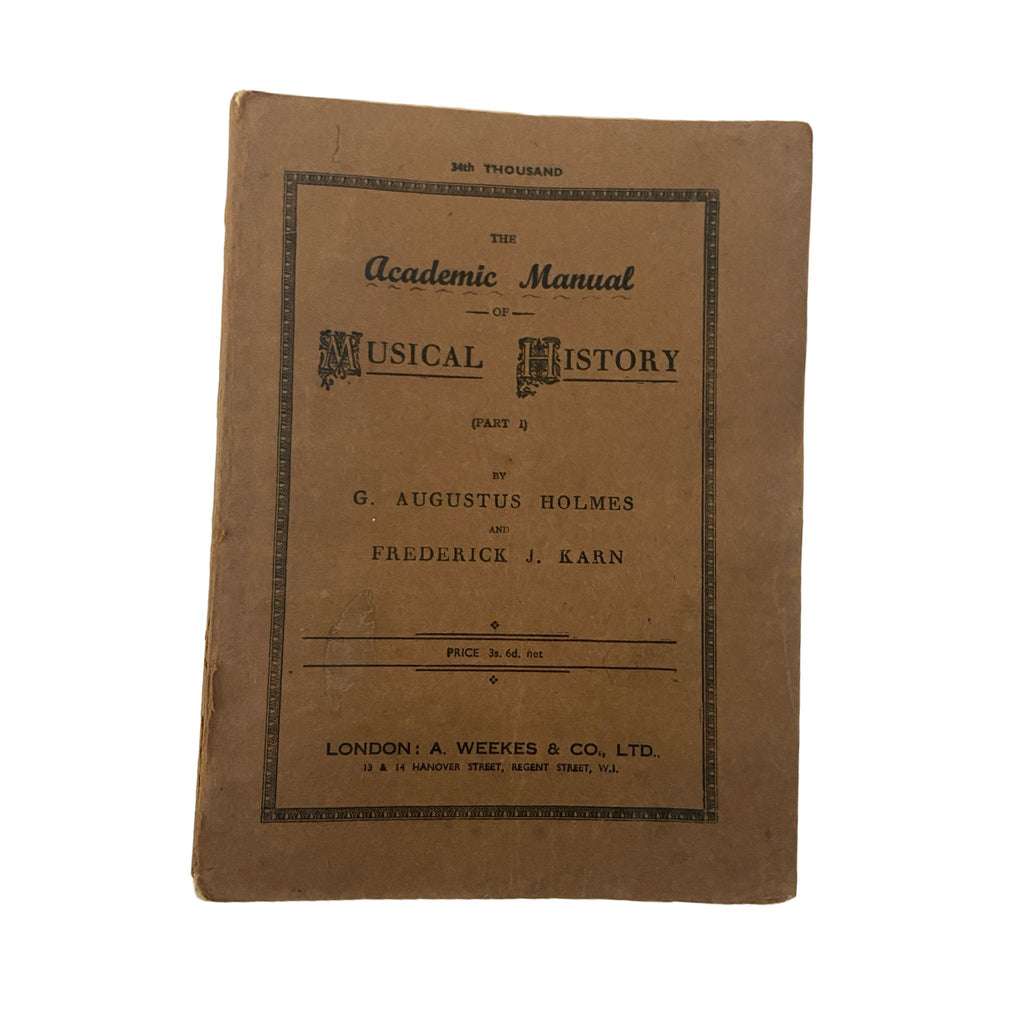 34th THOUSAND
THE
Academic Manual
OF
MUSICAL HISTORY
(PART I)
BY
G. AUGUSTUS HOLMES
AND
FREDERICK J. KARN
PRICE 3s. 6d. net
LONDON: A. WEEKES & CO., LTD..
13 & 14 HANOVER STREET, REGENT STREET, W.1.